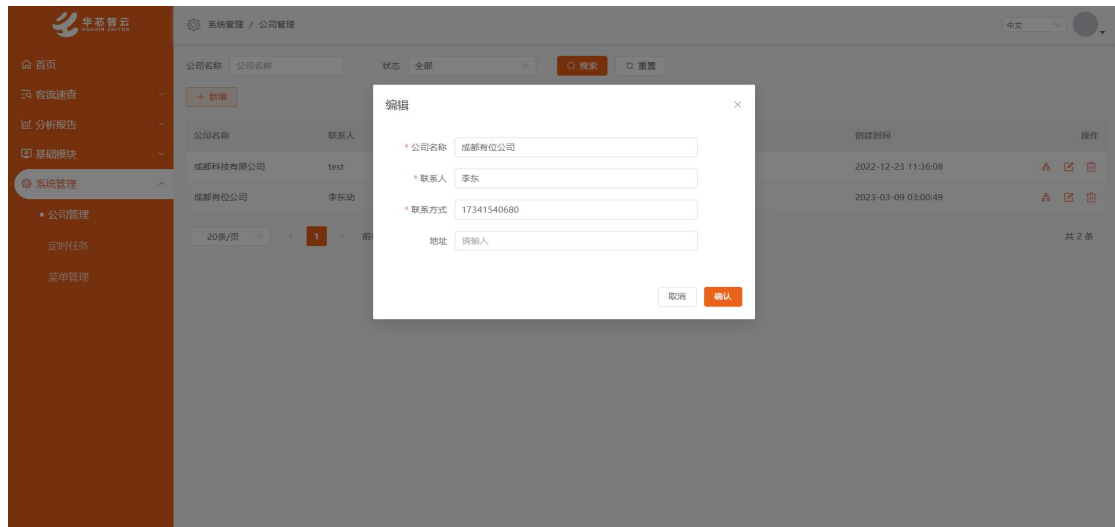 华芯智云
HUAXIN ZHIYUN
系统管理 / 公司管理
中文
首页
客流速查
分析报告
基础模块
系统管理
公司管理
定时任务
菜单管理
公司名称 公司名称 状态 全部 搜索 重置
+ 新增
公司名称 联系人 创建时间 操作
成都科技有限公司 test 2022-12-23 11:36:08
成都有位公司 李东动 2023-03-09 03:00:49
20条/页 1 前 共 2 条
编辑
* 公司名称 成都有位公司
* 联系人 李东
* 联系方式 17341540680
地址 请输入
取消 确认